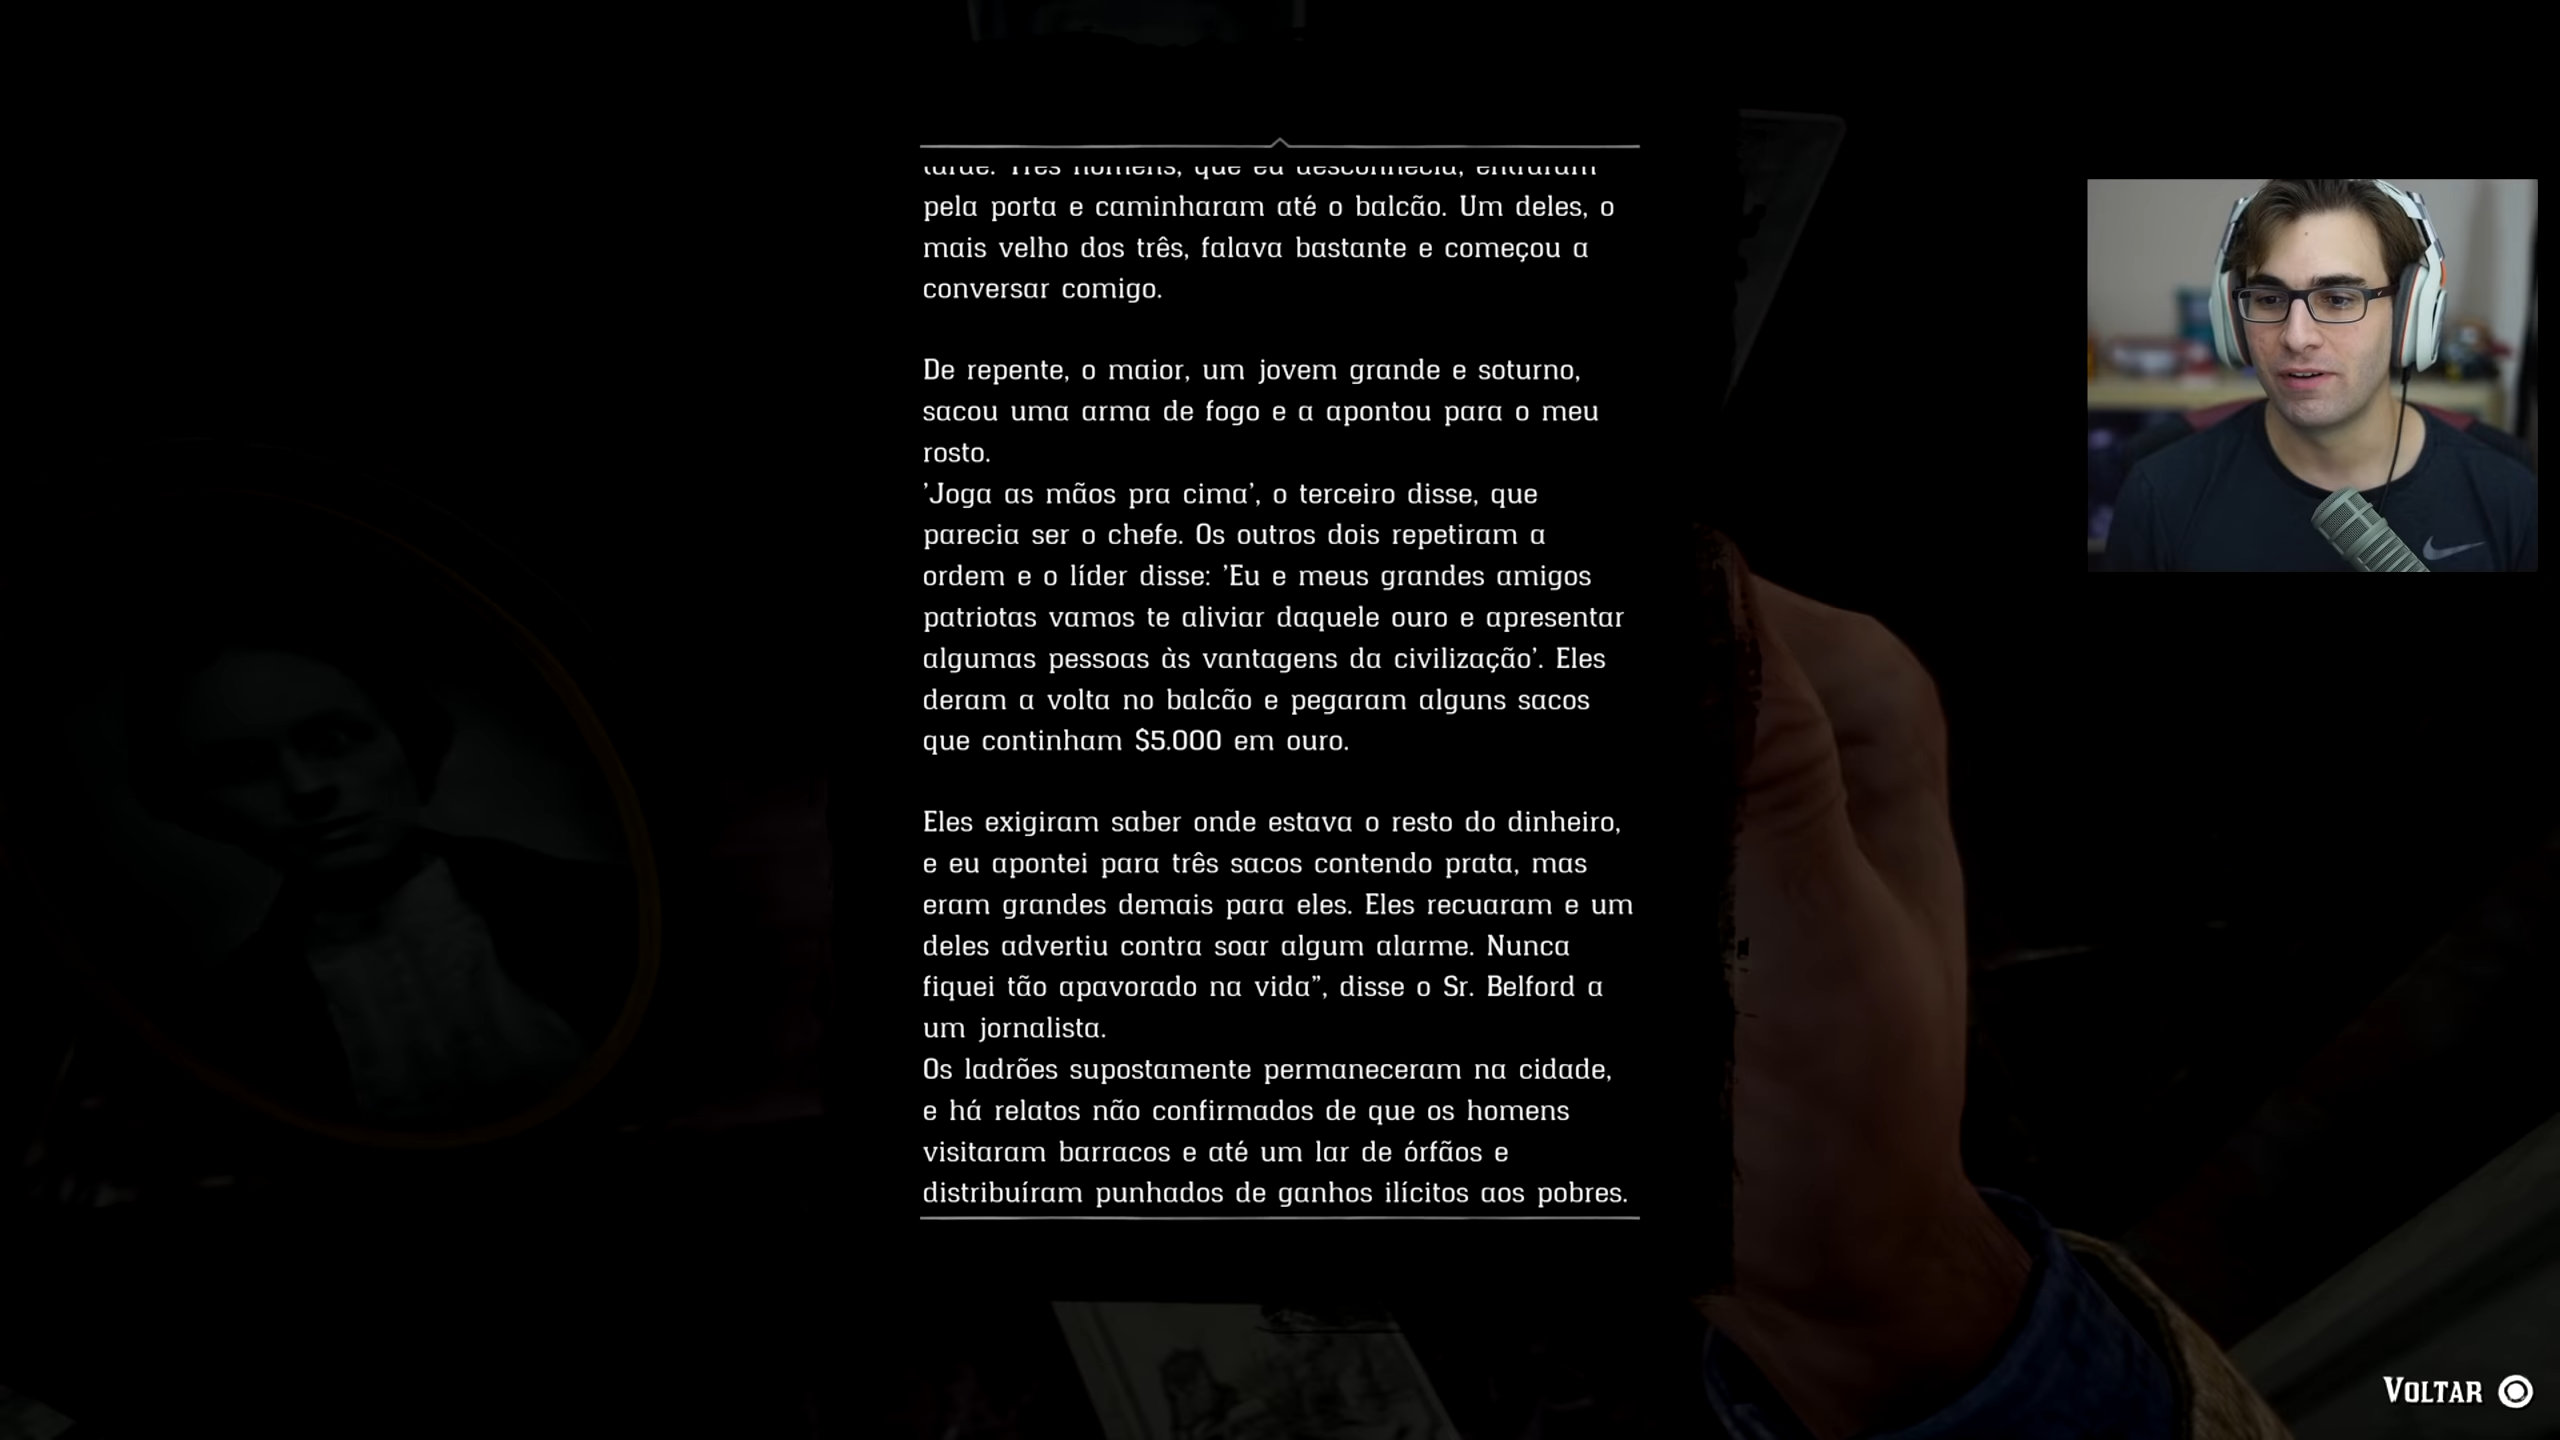 tarde. Três homens, que eu desconhecia, entraram
pela porta e caminharam até o balcão. Um deles, o
mais velho dos três, falava bastante e começou a
conversar comigo.
De repente, o maior, um jovem grande e soturno,
sacou uma arma de fogo e a apontou para o meu
rosto.
'Joga as mãos pra cima', o terceiro disse, que
parecia ser o chefe. Os outros dois repetiram a
ordem e o líder disse: 'Eu e meus grandes amigos
patriotas vamos te aliviar daquele ouro e apresentar
algumas pessoas às vantagens da civilização'. Eles
deram a volta no balcão e pegaram alguns sacos
que continham $5.000 em ouro.
Eles exigiram saber onde estava o resto do dinheiro,
e eu apontei para três sacos contendo prata, mas
eram grandes demais para eles. Eles recuaram e um
deles advertiu contra soar algum alarme. Nunca
fiquei tão apavorado na vida”, disse o Sr. Belford a
um jornalista.
Os ladrões supostamente permaneceram na cidade,
e há relatos não confirmados de que os homens
visitaram barracos e até um lar de órfãos e
distribuíram punhados de ganhos ilícitos aos pobres.
VOLTAR